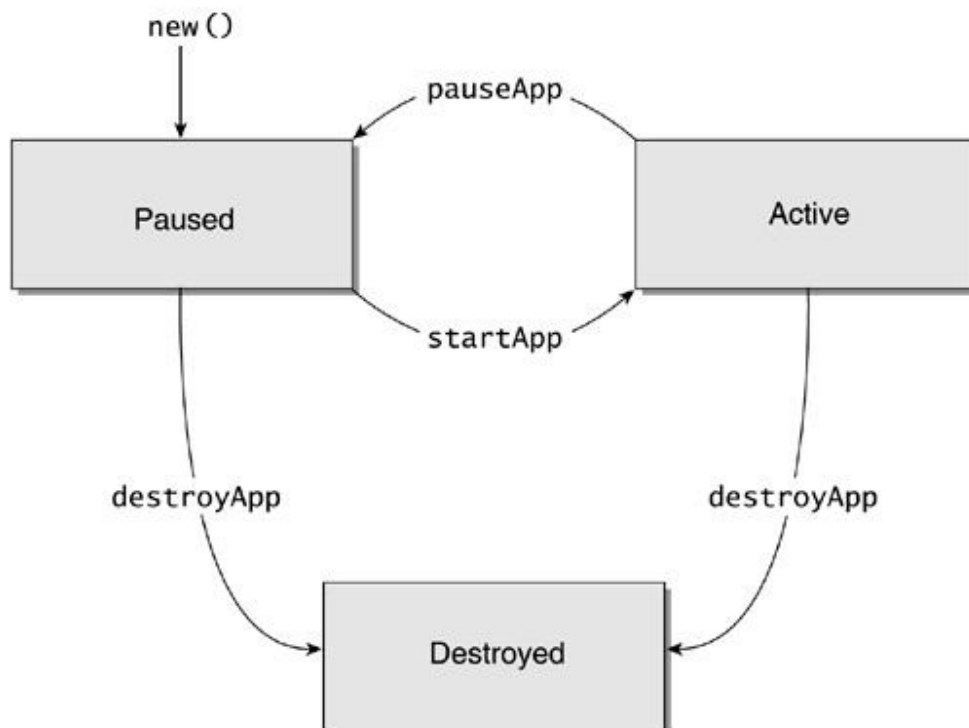 new()
pauseApp
Paused
Active
startApp
destroyApp
destroyApp
Destroyed